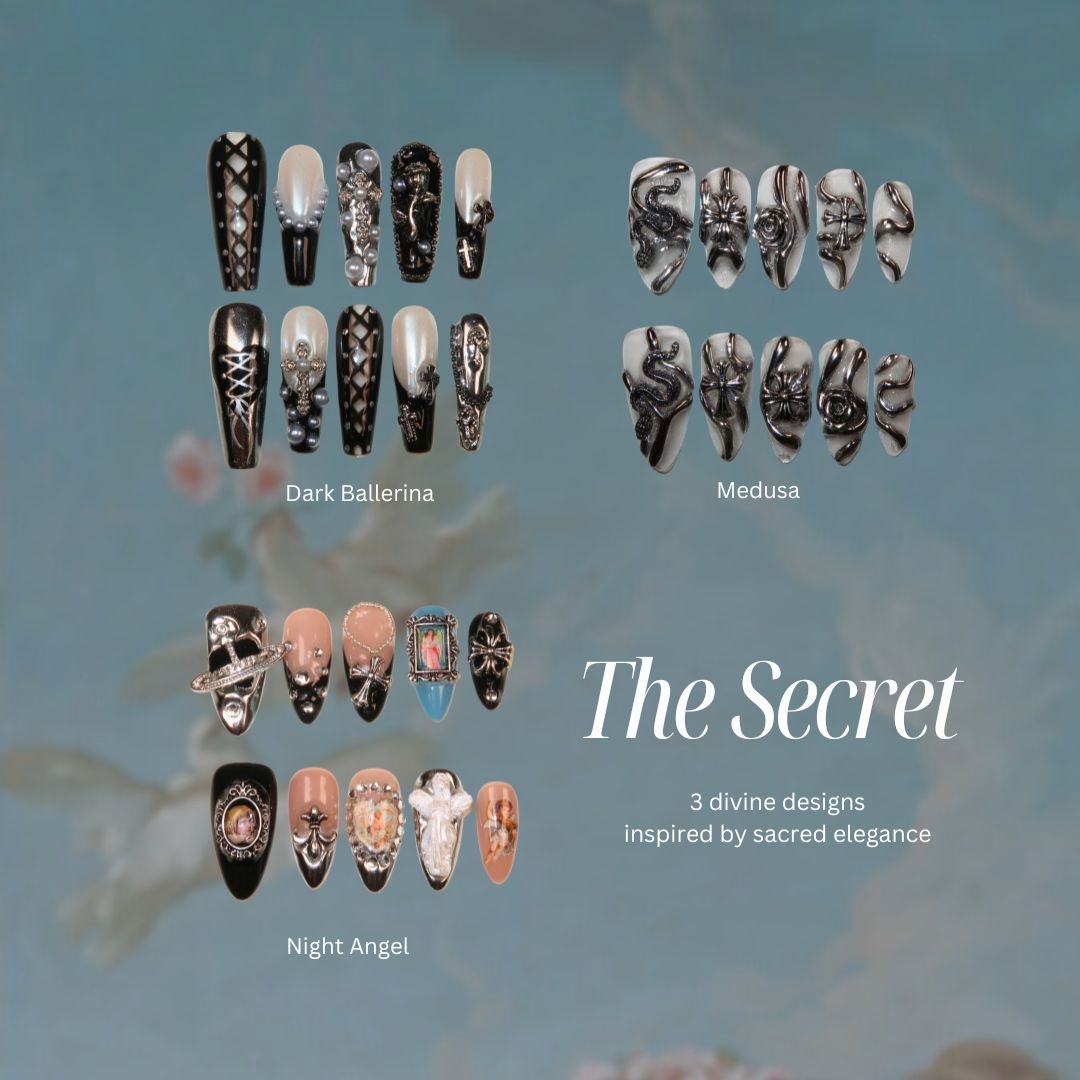 Dark Ballerina
Medusa
The Secret
3 divine designs
inspired by sacred elegance
Night Angel